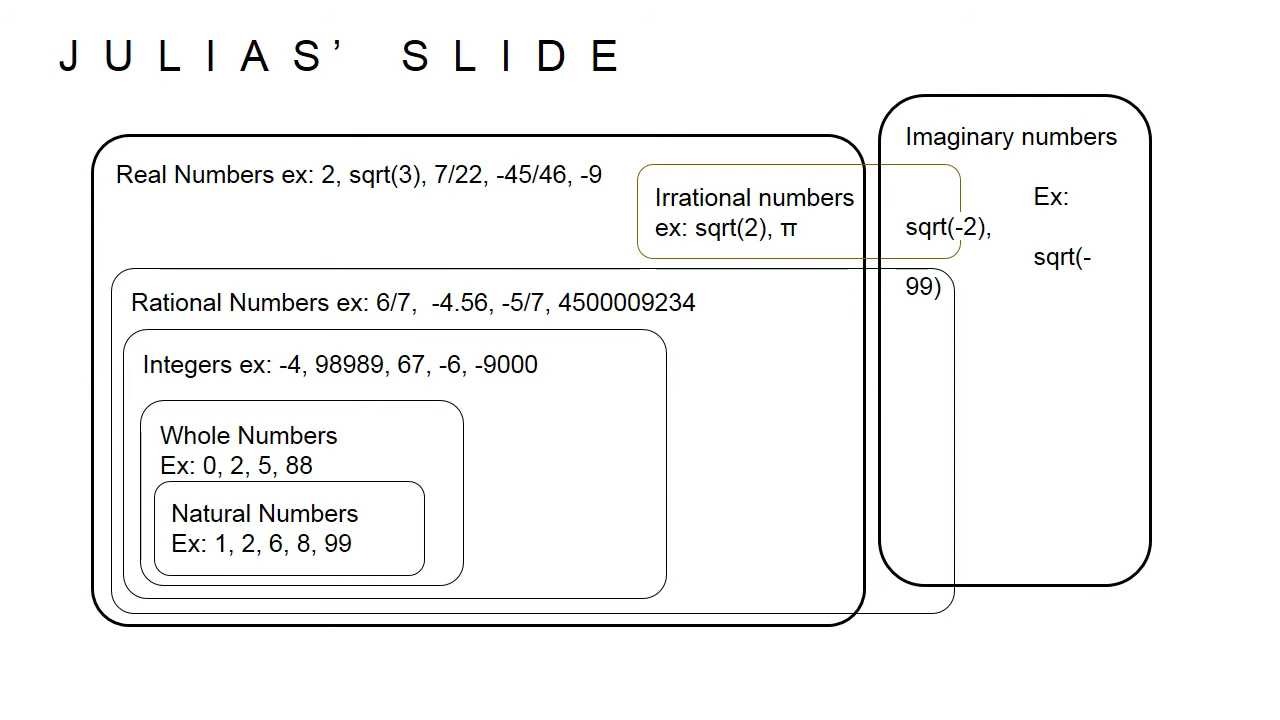 JULIAS’ SLIDE
Imaginary numbers
Real Numbers ex: 2, sqrt(3), 7/22, -45/46, -9
Irrational numbers
ex: sqrt(2), π
Ex:
sqrt(-2),
sqrt(-
99)
Rational Numbers ex: 6/7,  -4.56, -5/7, 4500009234
Integers ex: -4, 98989, 67, -6, -9000
Whole Numbers
Ex: 0, 2, 5, 88
Natural Numbers
Ex: 1, 2, 6, 8, 99